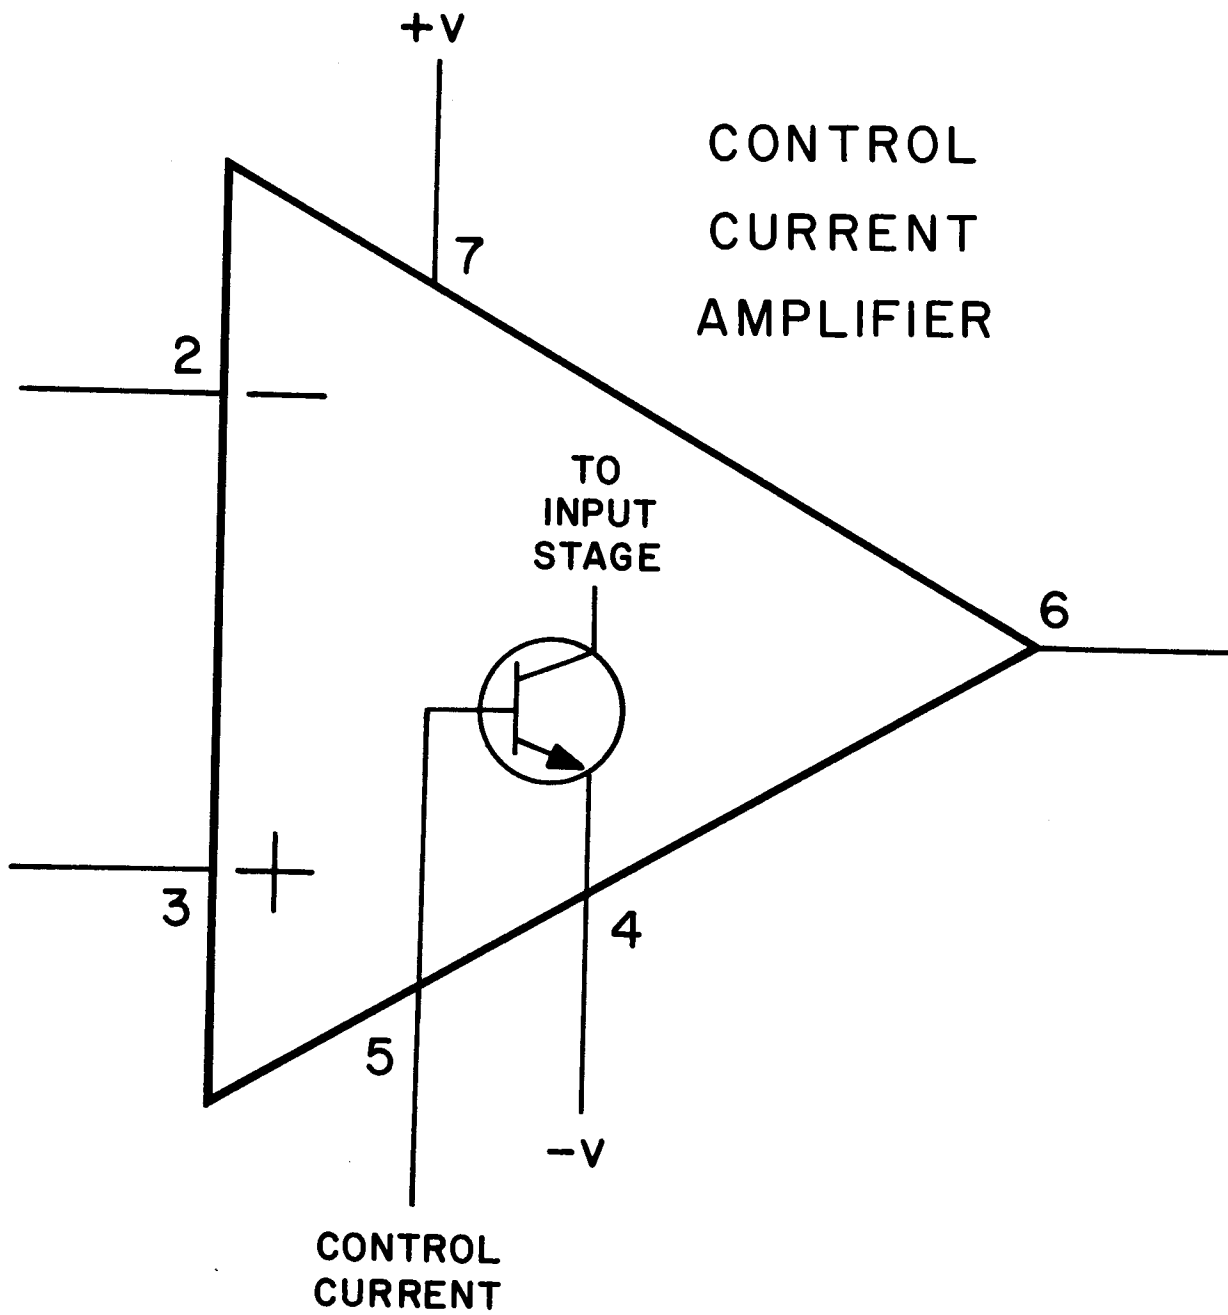 +V
CONTROL
CURRENT
AMPLIFIER
7
2
−
TO
INPUT
STAGE
6
3
+
4
5
−V
CONTROL
CURRENT